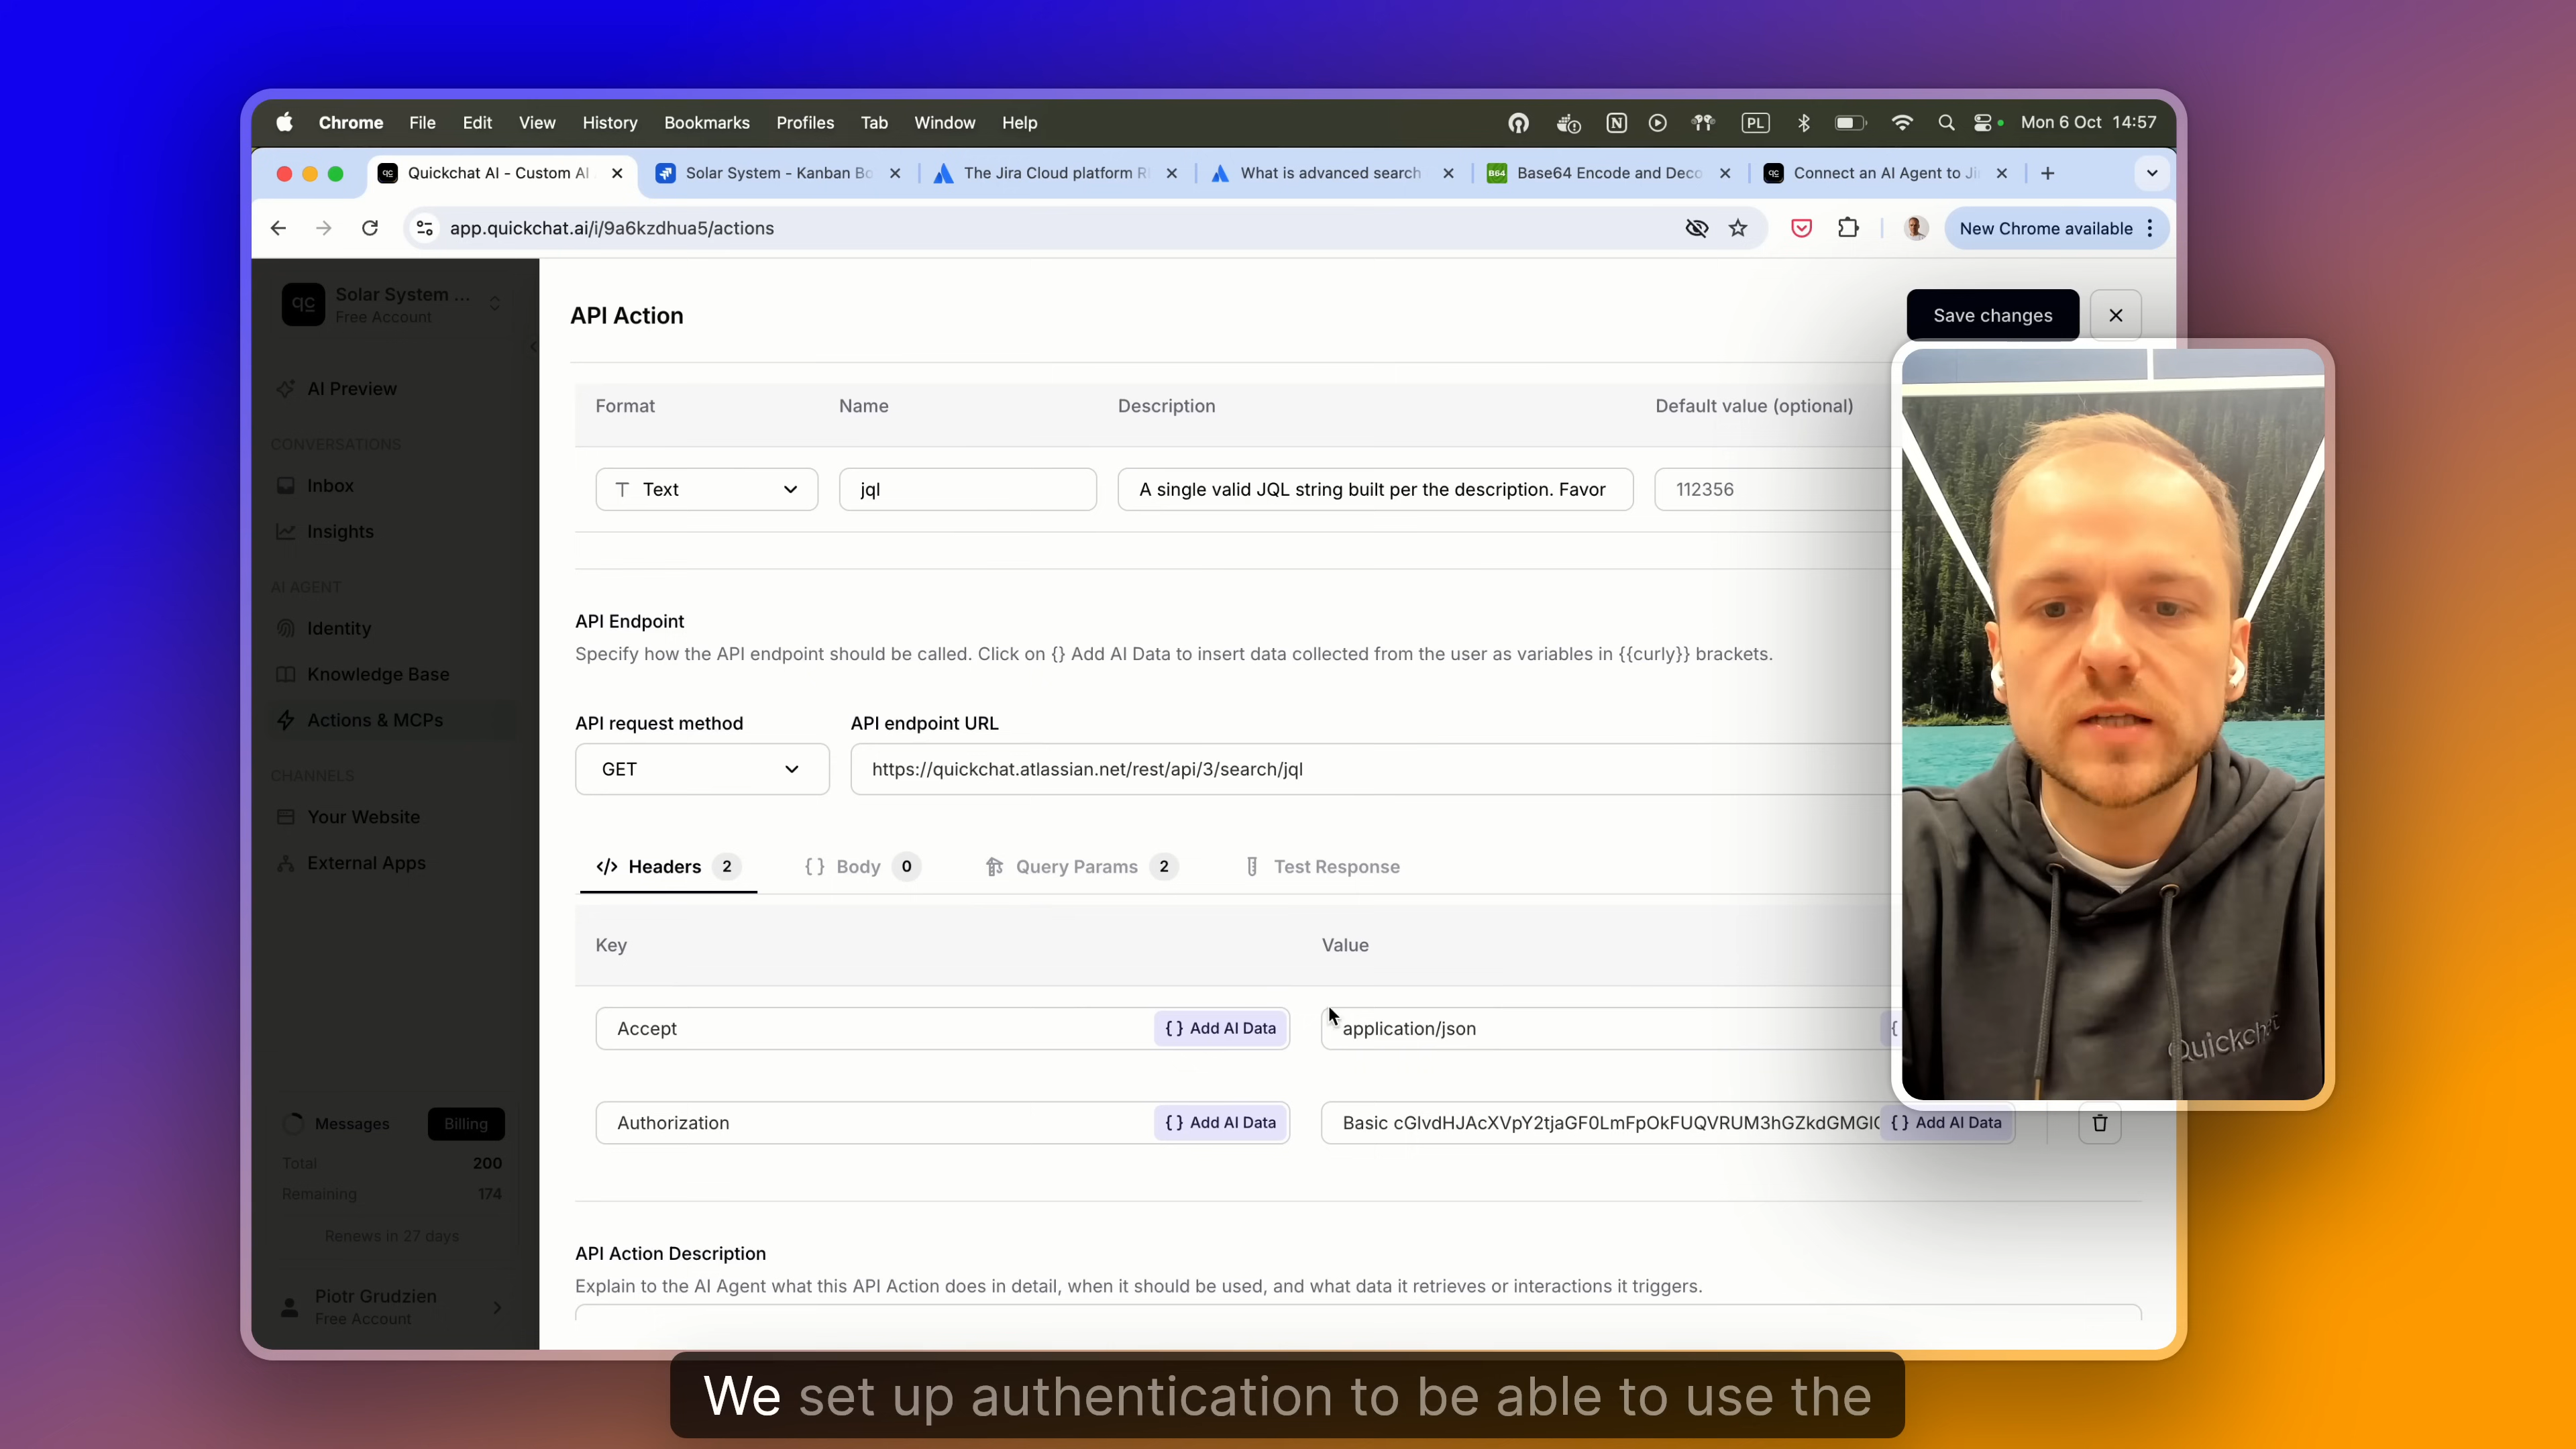 Chrome File Edit View History Bookmarks Profiles Tab Window Help PL Mon 6 Oct 14:57
Quickchat AI - Custom AI Solar System - Kanban Bo The Jira Cloud platform R What is advanced search B64 Base64 Encode and Deco Connect an AI Agent to Ji
app.quickchat.ai/i/9a6kzdhua5/actions New Chrome available
qc Solar System ...
Free Account
AI Preview
CONVERSATIONS
Inbox
Insights
AI AGENT
Identity
Knowledge Base
Actions & MCPs
CHANNELS
Your Website
External Apps
Messages Billing
Total 200
Remaining 174
Renews in 27 days
Piotr Grudzien
Free Account
API Action Save changes
Format Name Description Default value (optional)
Text jql A single valid JQL string built per the description. Favor 112356
API Endpoint
Specify how the API endpoint should be called. Click on {} Add AI Data to insert data collected from the user as variables in {{curly}} brackets.
API request method API endpoint URL
GET https://quickchat.atlassian.net/rest/api/3/search/jql
</> Headers 2 {} Body 0 Query Params 2 Test Response
Key Value
Accept {} Add AI Data application/json {
Authorization {} Add AI Data Basic {} Add AI Data
API Action Description
Explain to the AI Agent what this API Action does in detail, when it should be used, and what data it retrieves or interactions it triggers.
Quickchat
We set up authentication to be able to use the